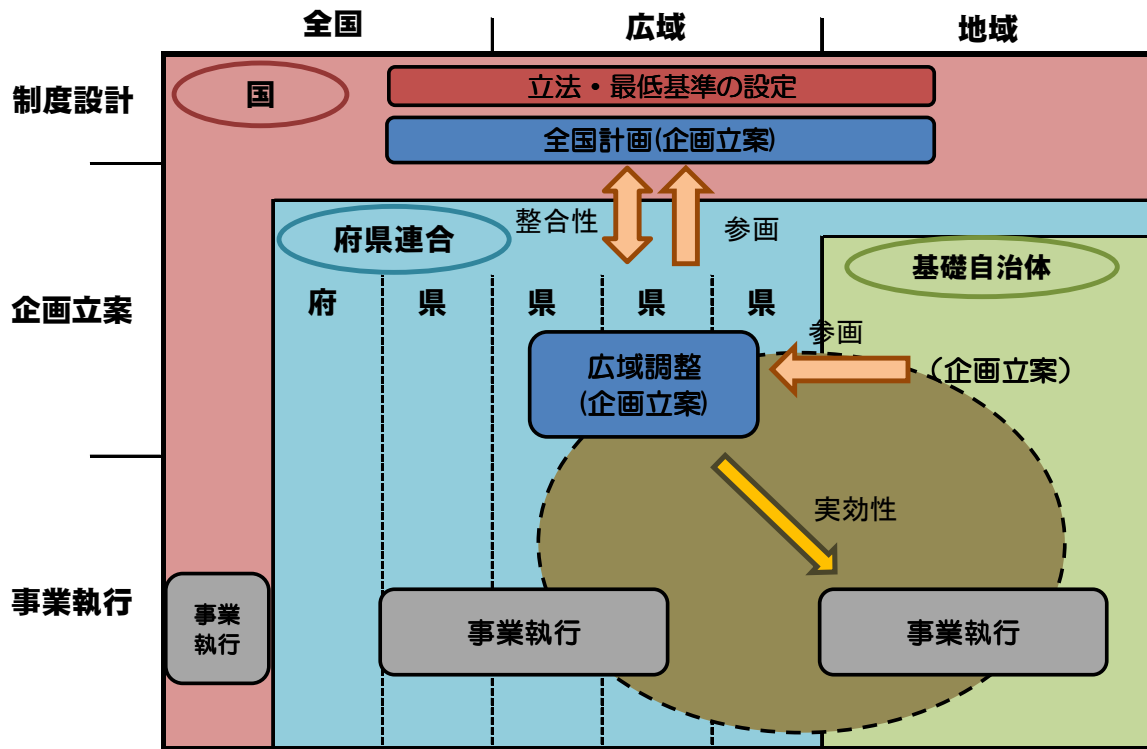 全国
広域
地域
制度設計
国
立法・最低基準の設定
全国計画(企画立案)
整合性
参画
府県連合
基礎自治体
企画立案
府
県
県
県
県
参画
広域調整
(企画立案)
（企画立案）
実効性
事業執行
事業
執行
事業執行
事業執行